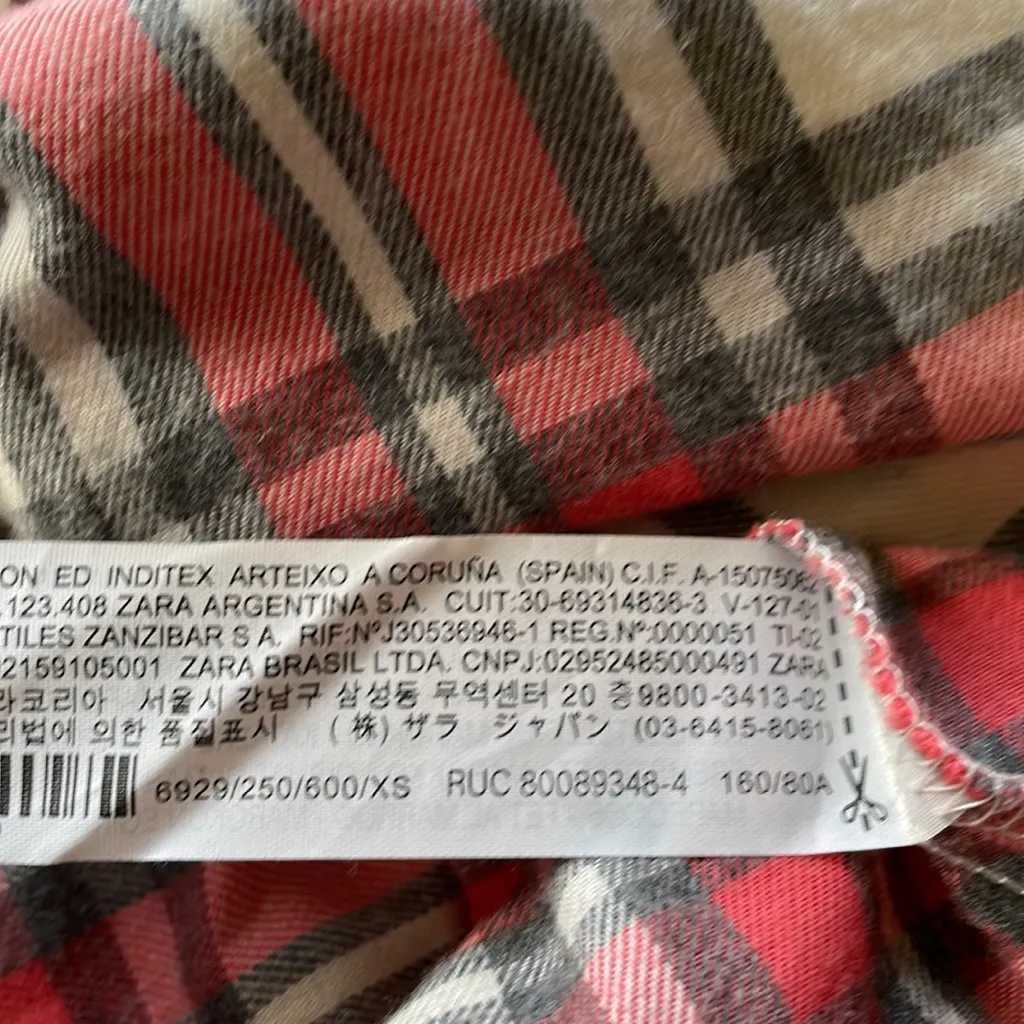 ON ED INDITEX ARTEIXO A CORUÑA (SPAIN) C.I.F. A-15075062
.123.408 ZARA ARGENTINA S.A. CUIT:30-69314836-3 V-127-01
TILES ZANZIBAR S A. RIF:NºJ30536946-1 REG.Nº:0000051 TI-02
02159105001 ZARA BRASIL LTDA. CNPJ:02952485000491 ZARA
라코리아 서울시 강남구 삼성동 무역센터 20 층9800-3413-02
리법에 의한 품질표시 (株) ザラ ジャパン (03-6415-8061)
6929/250/600/XS RUC 80089348-4 160/80A